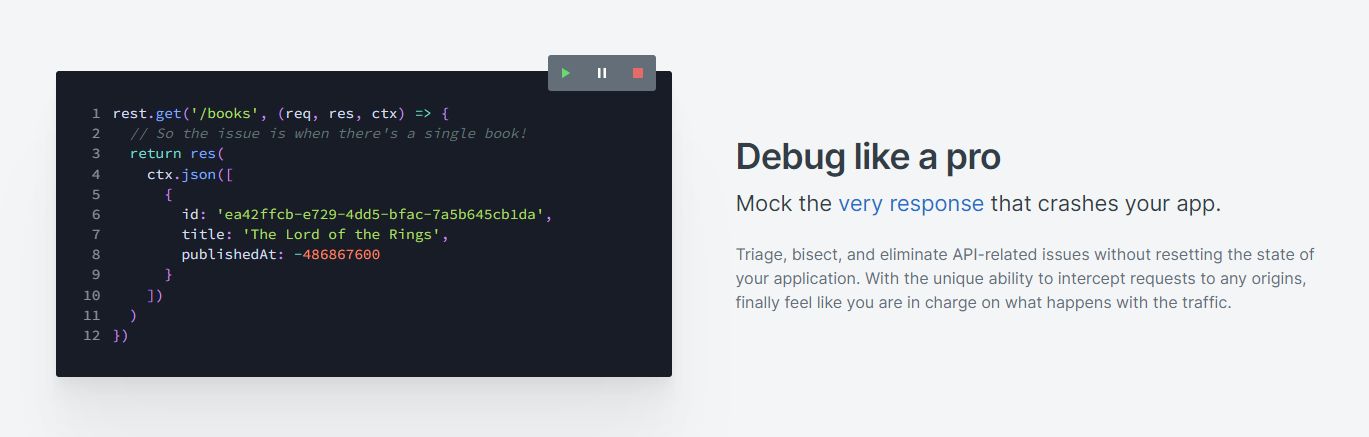 1 rest.get('/books', (req, res, ctx) => {
2   // So the issue is when there's a single book!
3   return res(
4     ctx.json([
5       {
6         id: 'ea42ffcb-e729-4dd5-bfac-7a5b645cb1da',
7         title: 'The Lord of the Rings',
8         publishedAt: -486867600
9       }
10     ])
11   )
12 })
Debug like a pro
Mock the very response that crashes your app.
Triage, bisect, and eliminate API-related issues without resetting the state of
your application. With the unique ability to intercept requests to any origins,
finally feel like you are in charge on what happens with the traffic.